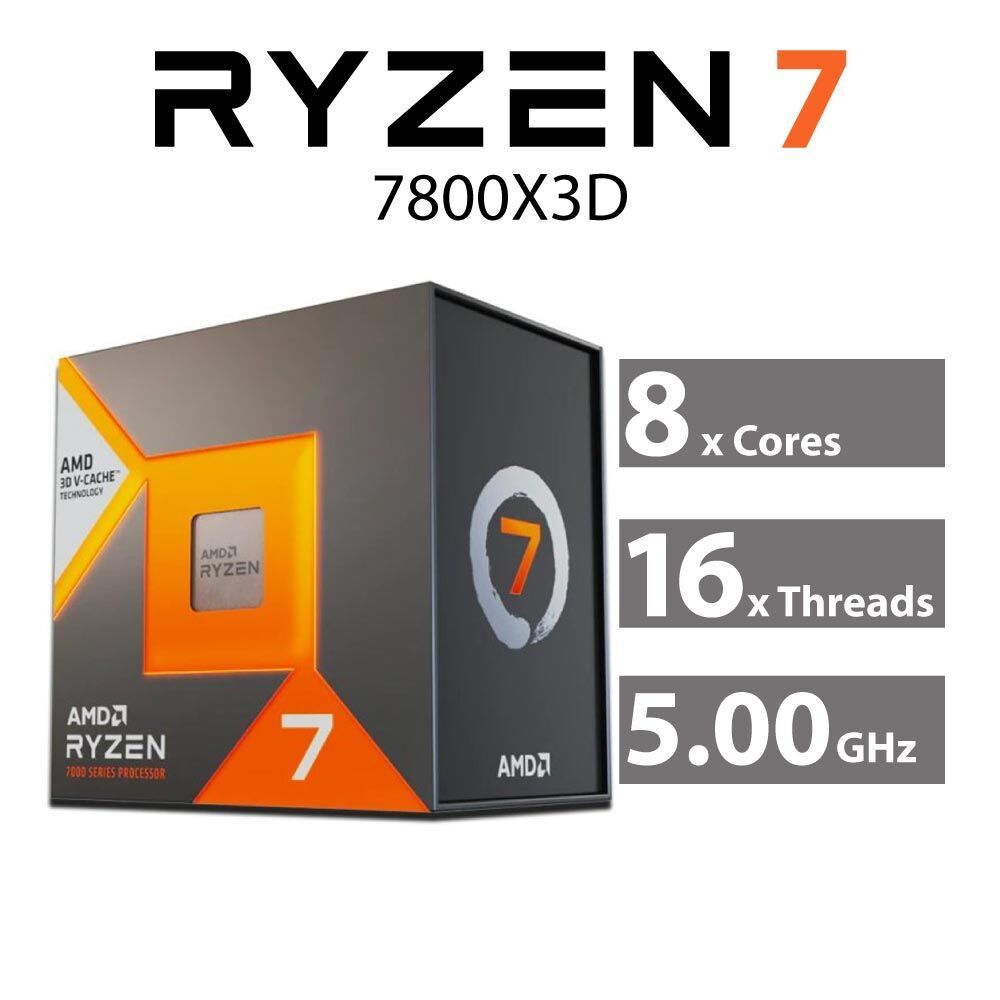 RYZEN 7
7800X3D
AMD
3D V-CACHE™
TECHNOLOGY
AMD
RYZEN
AMD
RYZEN
7000 SERIES PROCESSOR
7
7
AMD
8 x Cores
16 x Threads
5.00 GHz